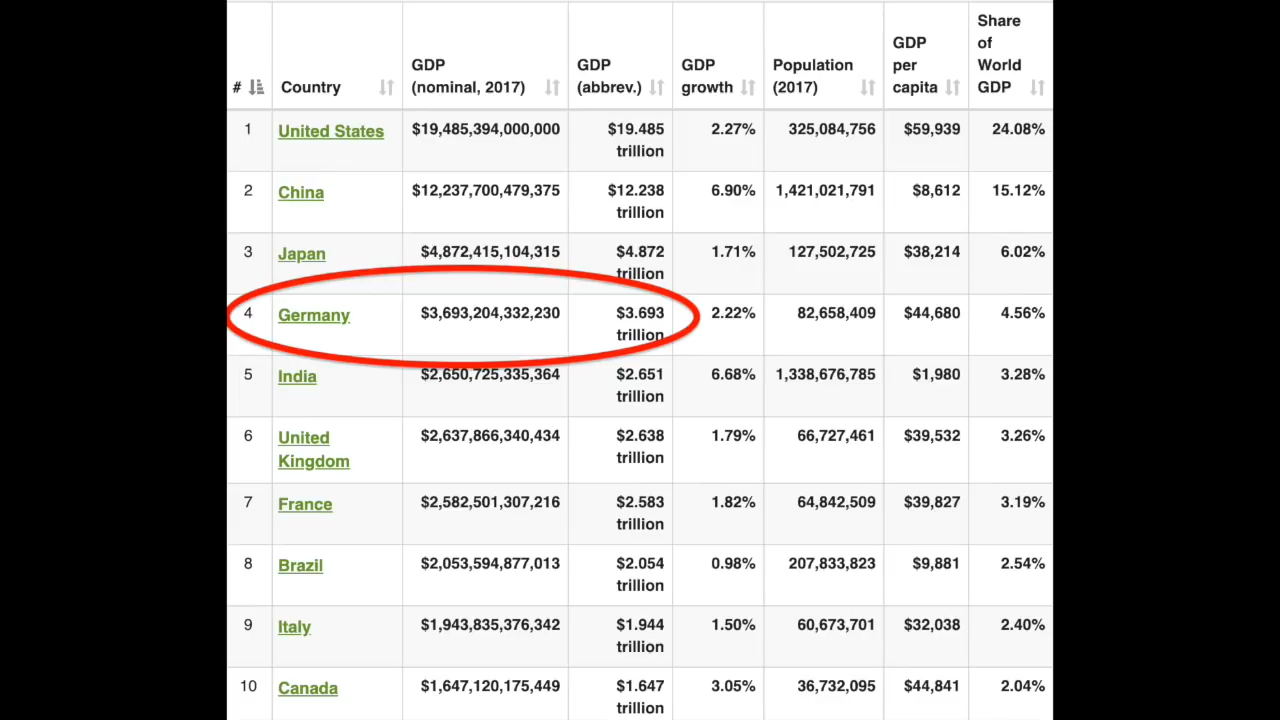 # Country GDP (nominal, 2017) GDP (abbrev.) GDP growth Population (2017) GDP per capita Share of World GDP
1 United States $19,485,394,000,000 $19.485 trillion 2.27% 325,084,756 $59,939 24.08%
2 China $12,237,700,479,375 $12.238 trillion 6.90% 1,421,021,791 $8,612 15.12%
3 Japan $4,872,415,104,315 $4.872 trillion 1.71% 127,502,725 $38,214 6.02%
4 Germany $3,693,204,332,230 $3.693 trillion 2.22% 82,658,409 $44,680 4.56%
5 India $2,650,725,335,364 $2.651 trillion 6.68% 1,338,676,785 $1,980 3.28%
6 United Kingdom $2,637,866,340,434 $2.638 trillion 1.79% 66,727,461 $39,532 3.26%
7 France $2,582,501,307,216 $2.583 trillion 1.82% 64,842,509 $39,827 3.19%
8 Brazil $2,053,594,877,013 $2.054 trillion 0.98% 207,833,823 $9,881 2.54%
9 Italy $1,943,835,376,342 $1.944 trillion 1.50% 60,673,701 $32,038 2.40%
10 Canada $1,647,120,175,449 $1.647 trillion 3.05% 36,732,095 $44,841 2.04%